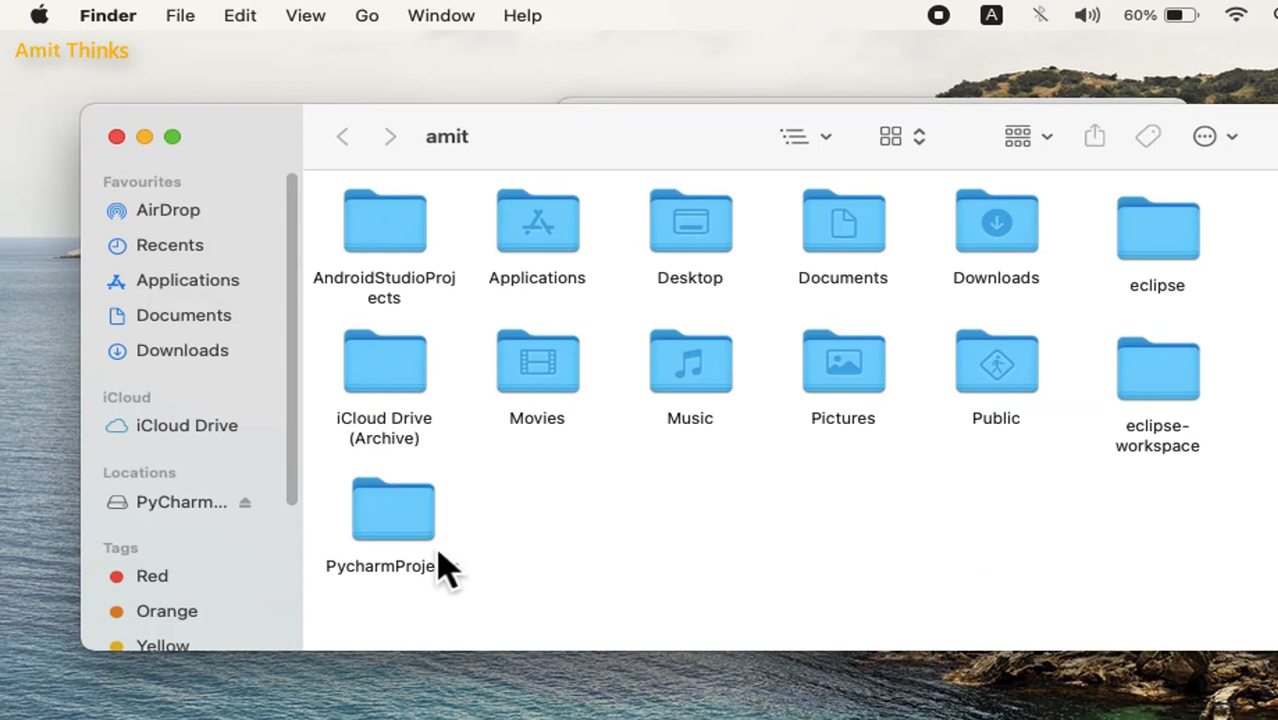 Finder File Edit View Go Window Help A 60%
Amit Thinks
amit
Favourites
AirDrop
Recents
Applications
Documents
Downloads
iCloud
iCloud Drive
Locations
PyCharm...
Tags
Red
Orange
Yellow
AndroidStudioProj
ects
Applications
Desktop
Documents
Downloads
eclipse
iCloud Drive
(Archive)
Movies
Music
Pictures
Public
eclipse-
workspace